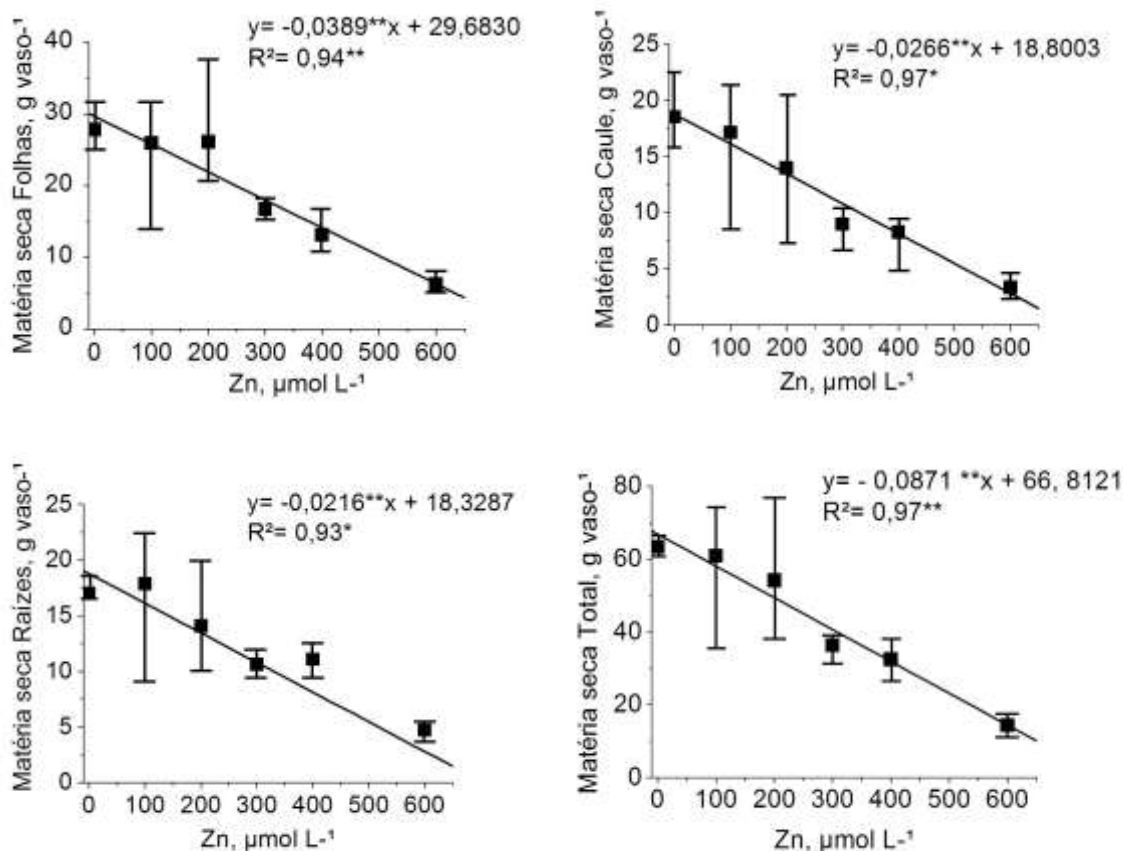 y= -0,0389**x + 29,6830
R²= 0,94**
40
30
20
10
0
Matéria seca Folhas, g vaso-¹
0 100 200 300 400 500 600
Zn, µmol L-¹
y= -0,0266**x + 18,8003
R²= 0,97*
25
20
15
10
5
0
Matéria seca Caule, g vaso-¹
0 100 200 300 400 500 600
Zn, µmol L-¹
y= -0,0216**x + 18,3287
R²= 0,93*
25
20
15
10
5
0
Matéria seca Raízes, g vaso-¹
0 100 200 300 400 500 600
Zn, µmol L-¹
y= - 0,0871 **x + 66, 8121
R²= 0,97**
80
60
40
20
0
Matéria seca Total, g vaso-¹
0 100 200 300 400 500 600
Zn, µmol L-¹